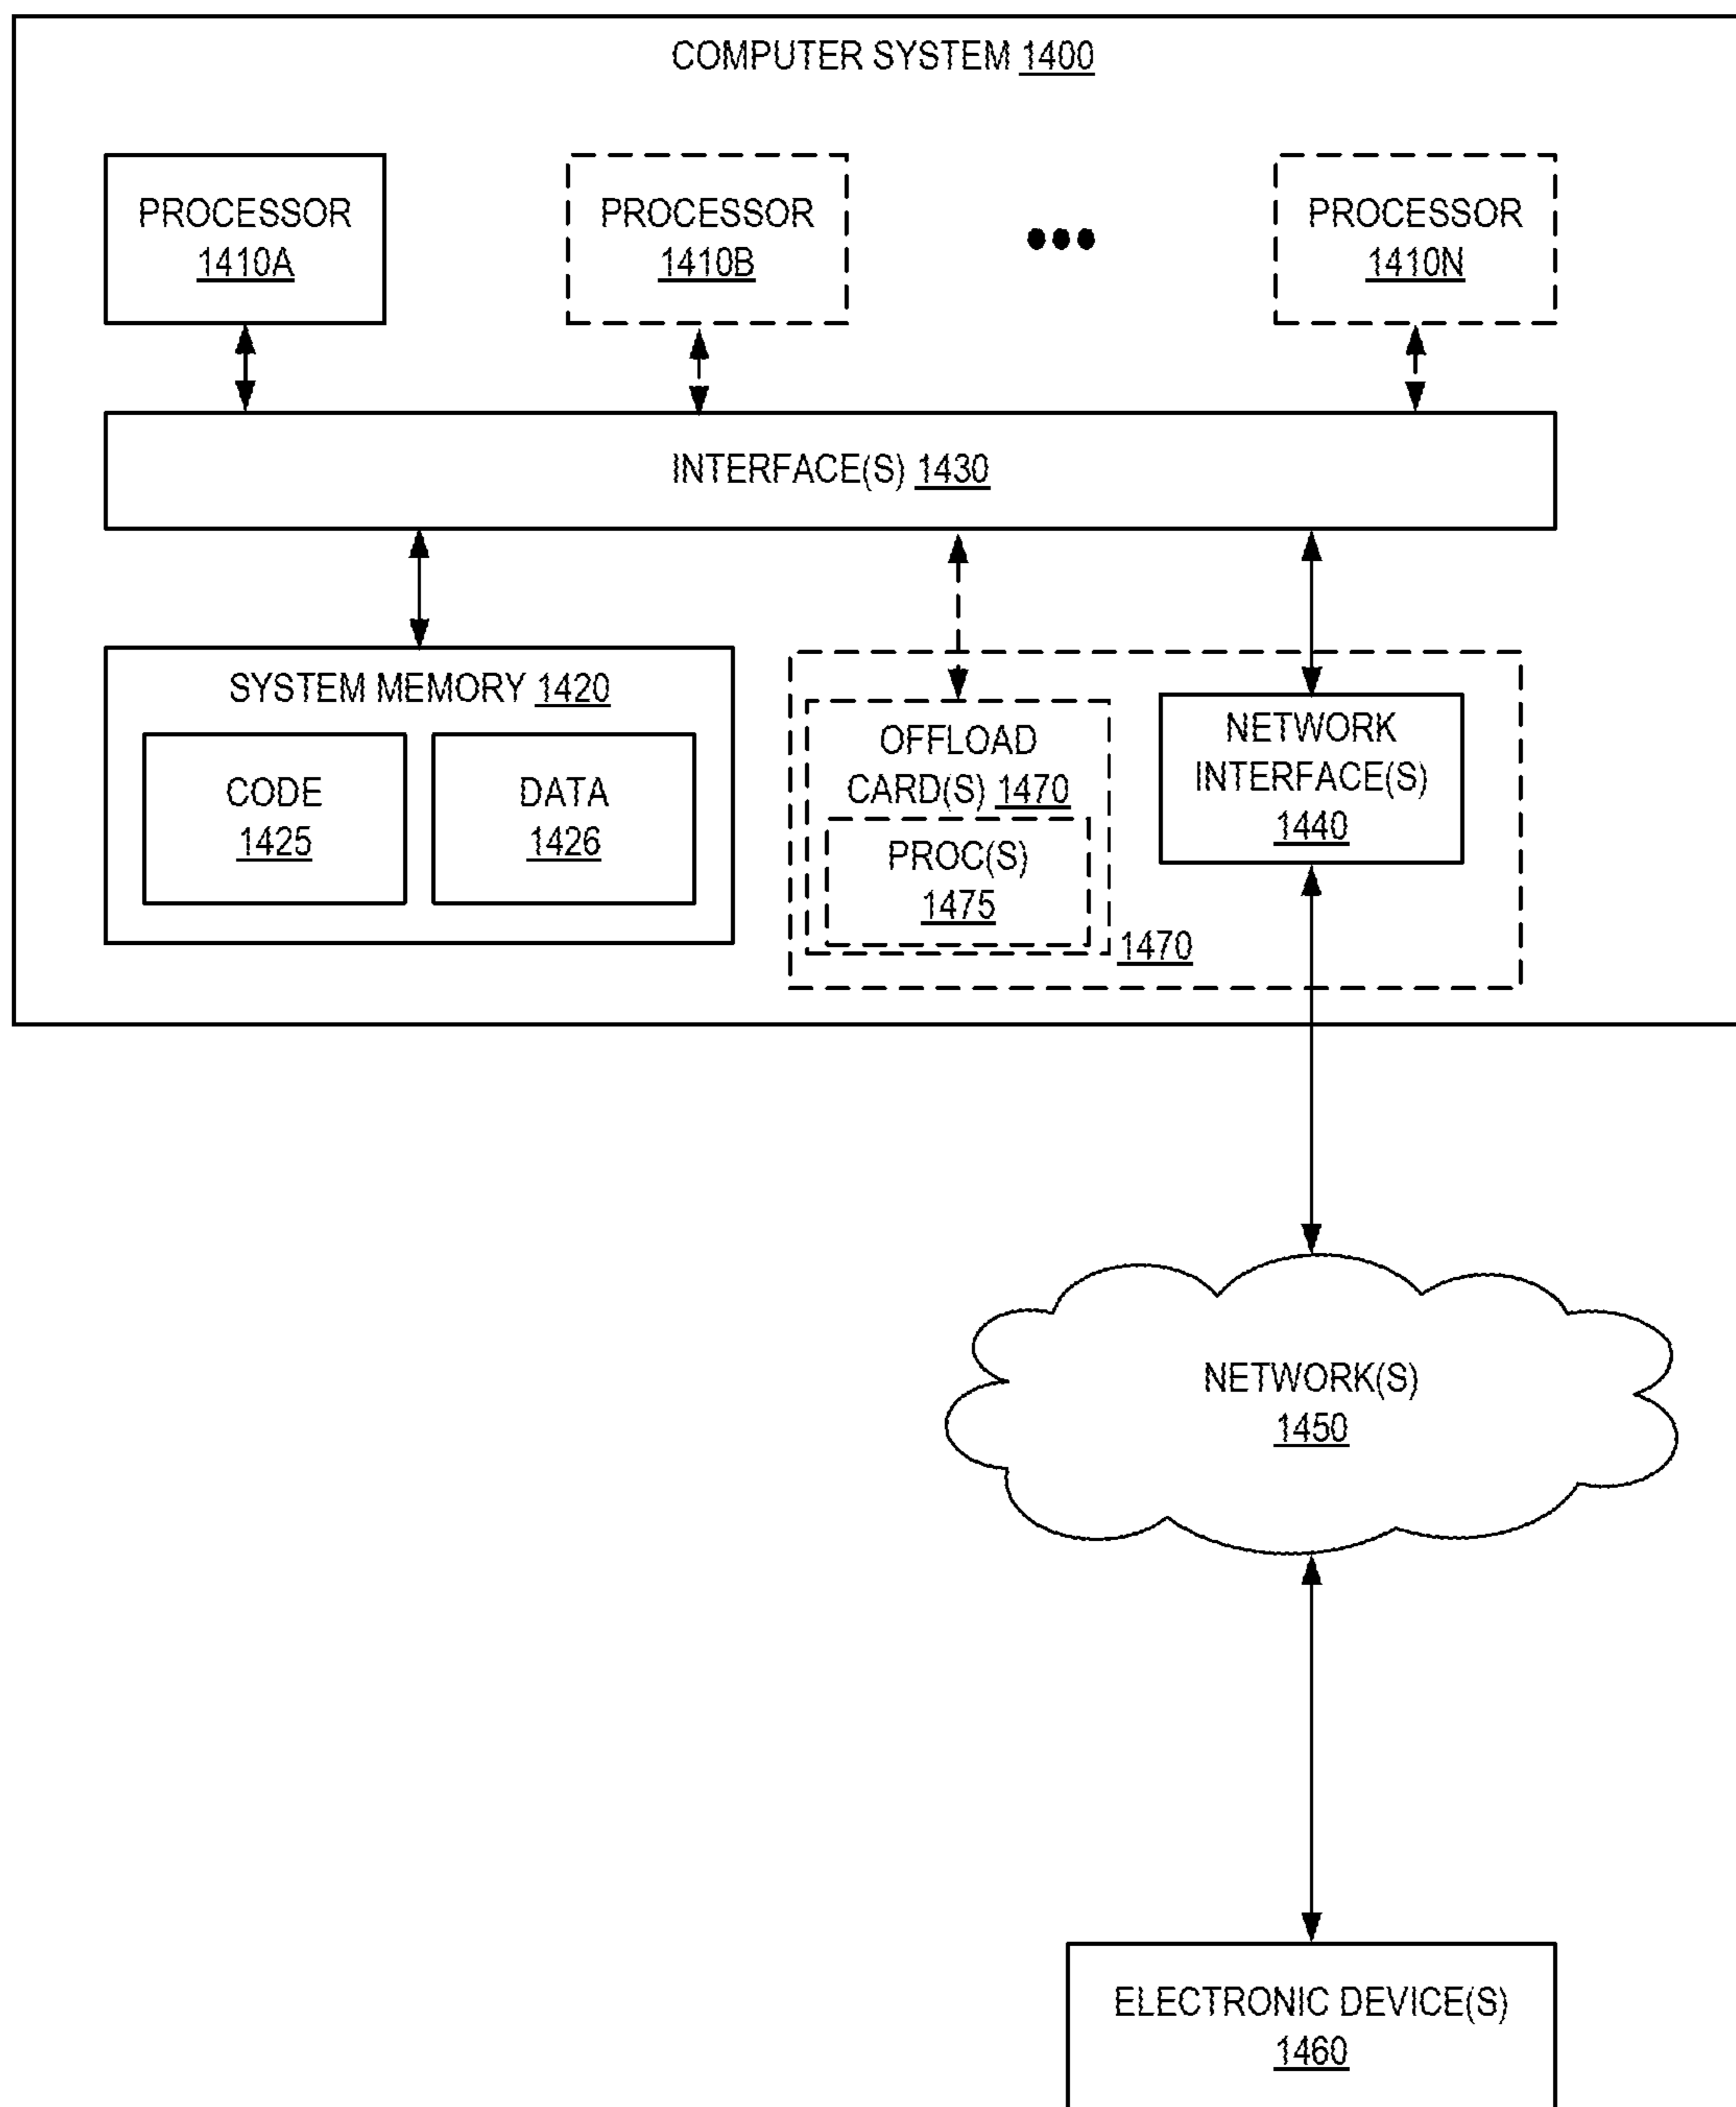 COMPUTER SYSTEM 1400
PROCESSOR
1410A
PROCESSOR
1410B
PROCESSOR
1410N
INTERFACE(S) 1430
SYSTEM MEMORY 1420
CODE
1425
DATA
1426
OFFLOAD
CARD(S) 1470
PROC(S)
1475
1470
NETWORK
INTERFACE(S)
1440
NETWORK(S)
1450
ELECTRONIC DEVICE(S)
1460